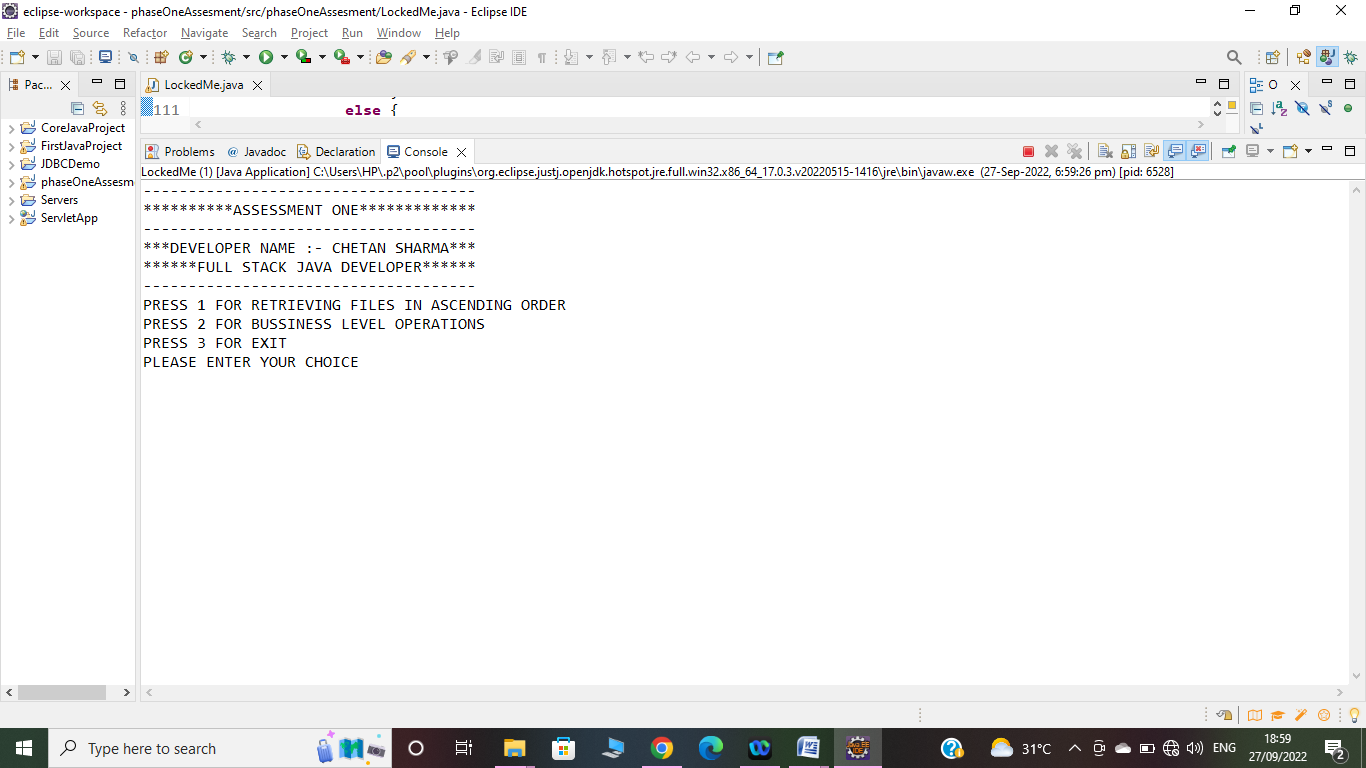 eclipse-workspace - phaseOneAssesment/src/phaseOneAssesment/LockedMe.java - Eclipse IDE
File Edit Source Refactor Navigate Search Project Run Window Help
Pac...
LockedMe.java
O
111 else {
CoreJavaProject
FirstJavaProject
JDBCDemo
phaseOneAssesm
Servers
ServletApp
Problems @ Javadoc Declaration Console
LockedMe (1) [Java Application] C:\Users\HP\.p2\pool\plugins\org.eclipse.justj.openjdk.hotspot.jre.full.win32.x86_64_17.0.3.v20220515-1416\jre\bin\javaw.exe (27-Sep-2022, 6:59:26 pm) [pid: 6528]
-------------------------------------
**********ASSESSMENT ONE*************
-------------------------------------
***DEVELOPER NAME :- CHETAN SHARMA***
******FULL STACK JAVA DEVELOPER******
-------------------------------------
PRESS 1 FOR RETRIEVING FILES IN ASCENDING ORDER
PRESS 2 FOR BUSSINESS LEVEL OPERATIONS
PRESS 3 FOR EXIT
PLEASE ENTER YOUR CHOICE
Type here to search
31°C
ENG
18:59
27/09/2022
2